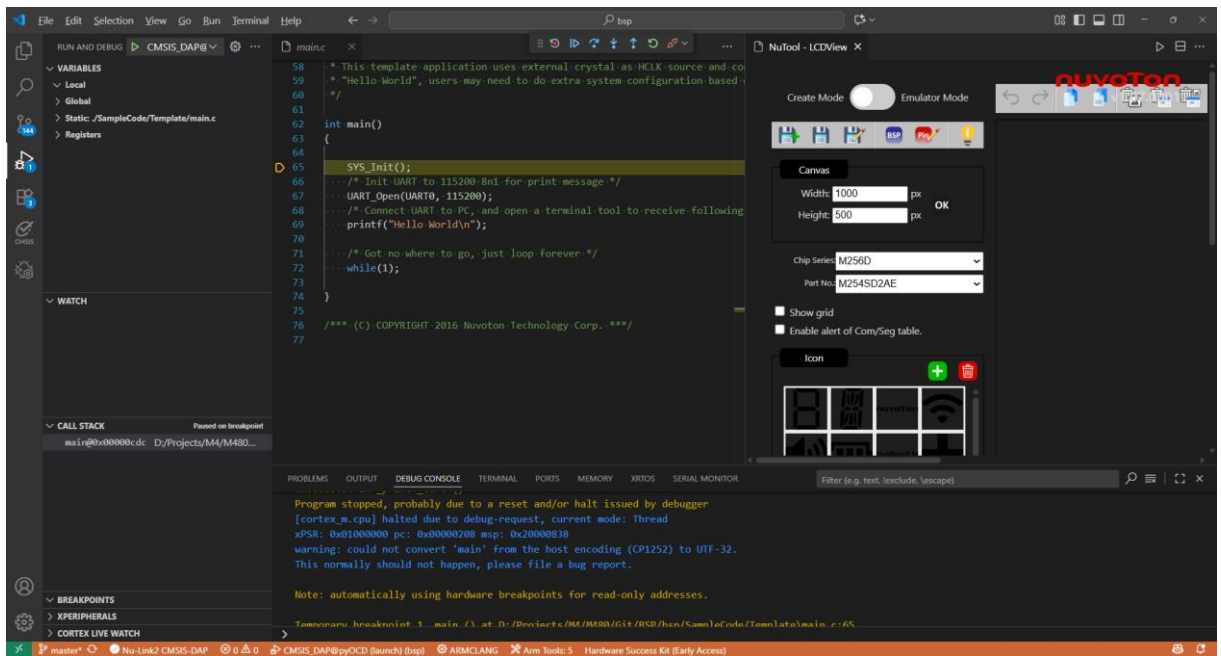 File Edit Selection View Go Run Terminal Help
bsp
RUN AND DEBUG CMSIS_DAP@
VARIABLES
Local
Global
Static: ./SampleCode/Template/main.c
Registers
WATCH
CALL STACK Paused on breakpoint
main@0x00000cdc D:/Projects/M4/M480...
BREAKPOINTS
XPERIPHERALS
CORTEX LIVE WATCH
144
1
3
CMSIS
main.c
58 * This template application uses external crystal as HCLK source and co
59 * "Hello World", users may need to do extra system configuration based
60 */
61
62 int main()
63 {
64
65 SYS_Init();
66 /* Init UART to 115200-8n1 for print message */
67 UART_Open(UART0, 115200);
68 /* Connect UART to PC, and open a terminal tool to receive following
69 printf("Hello World\n");
70
71 /* Got no where to go, just loop forever */
72 while(1);
73
74 }
75
76 /*** (C) COPYRIGHT 2016 Nuvoton Technology Corp. ***/
77
NuTool - LCDView
nuvoTon
Create Mode Emulator Mode
BSP
Pin
Canvas
Width: 1000 px
OK
Height: 500 px
Chip Series: M256D
Part No.: M254SD2AE
Show grid
Enable alert of Com/Seg table.
Icon
nuvoTon
PROBLEMS OUTPUT DEBUG CONSOLE TERMINAL PORTS MEMORY XRTOS SERIAL MONITOR
Filter (e.g. text, !exclude, \escape)
Program stopped, probably due to a reset and/or halt issued by debugger
[cortex_m.cpu] halted due to debug-request, current mode: Thread
xPSR: 0x01000000 pc: 0x00000208 msp: 0x20000838
warning: could not convert 'main' from the host encoding (CP1252) to UTF-32.
This normally should not happen, please file a bug report.
Note: automatically using hardware breakpoints for read-only addresses.
Temporary breakpoint 1, main () at D:/Projects/M4/M480/Git/BSP/bsp/SampleCode/Template\main.c:65
master* Nu-Link2 CMSIS-DAP 0 0 CMSIS_DAP@pyOCD (launch) (bsp) ARMCLANG Arm Tools: 5 Hardware Success Kit (Early Access)